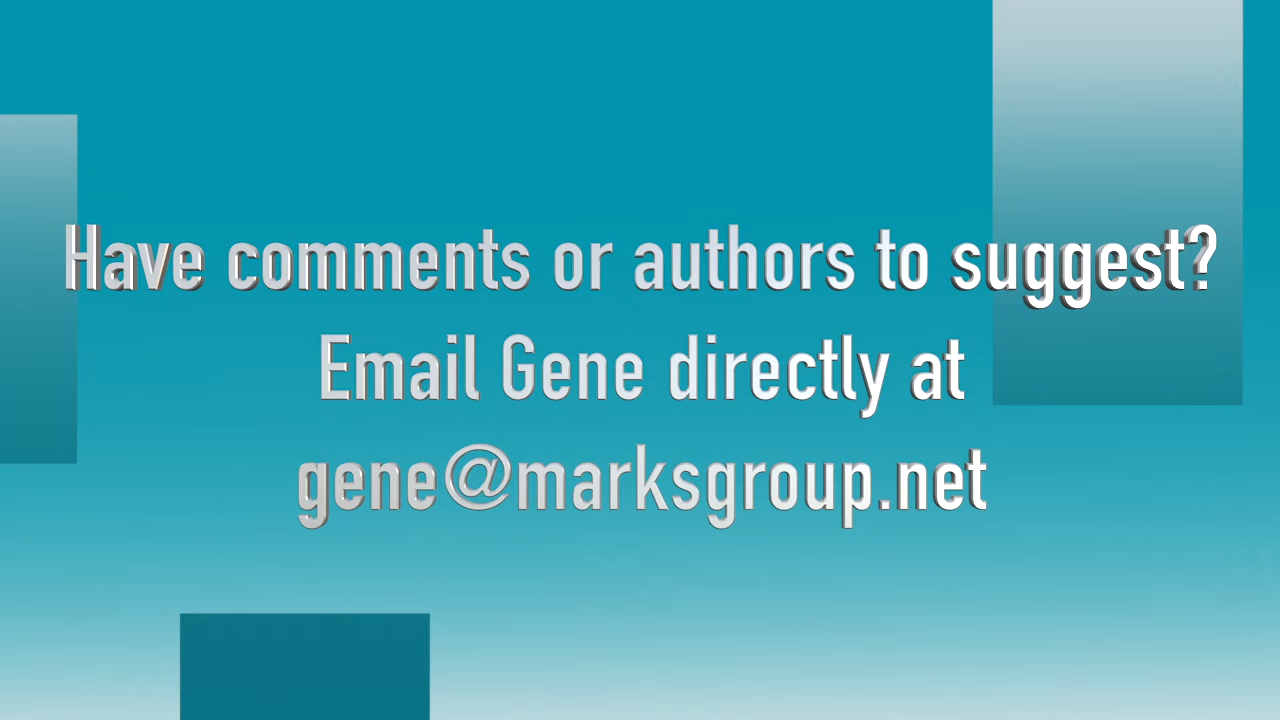 Have comments or authors to suggest?
Email Gene directly at
gene@marksgroup.net